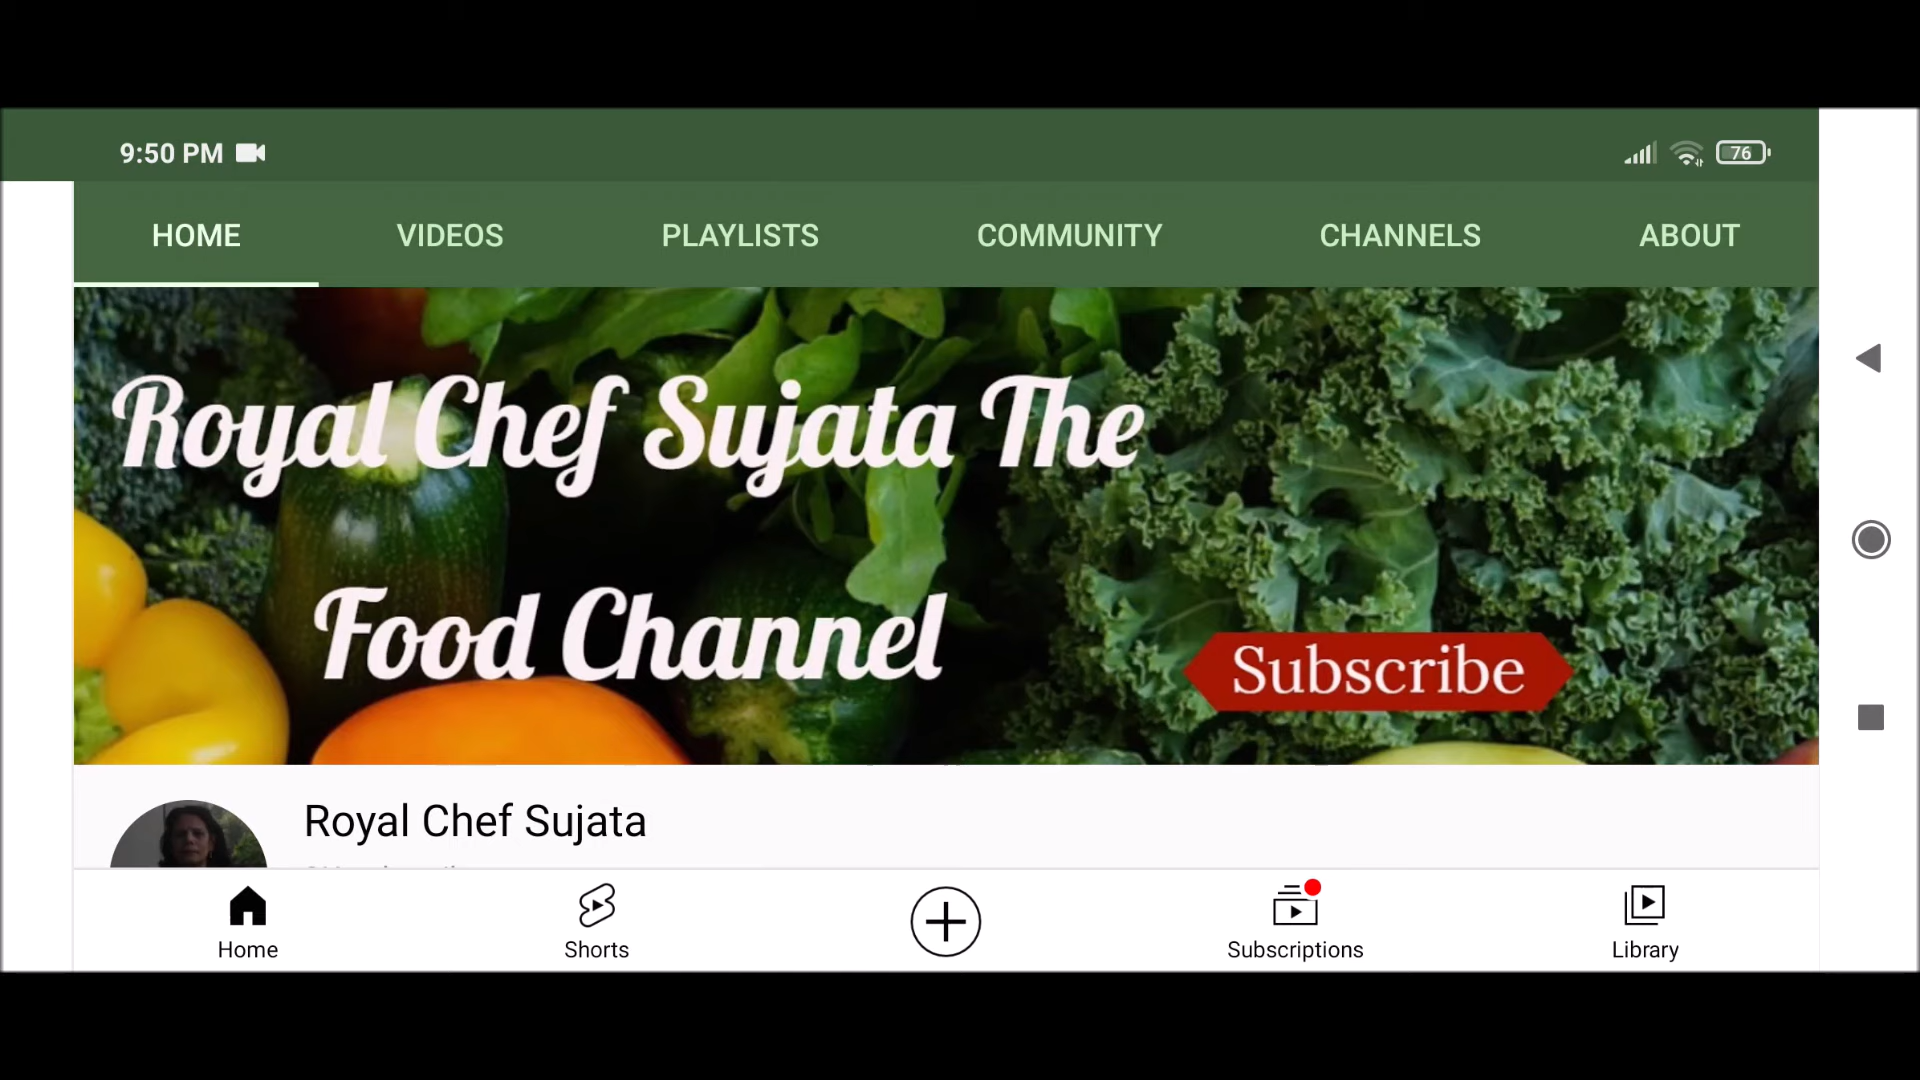 9:50 PM
76
HOME VIDEOS PLAYLISTS COMMUNITY CHANNELS ABOUT
Royal Chef Sujata The
Food Channel
Subscribe
Royal Chef Sujata
Home Shorts Subscriptions Library